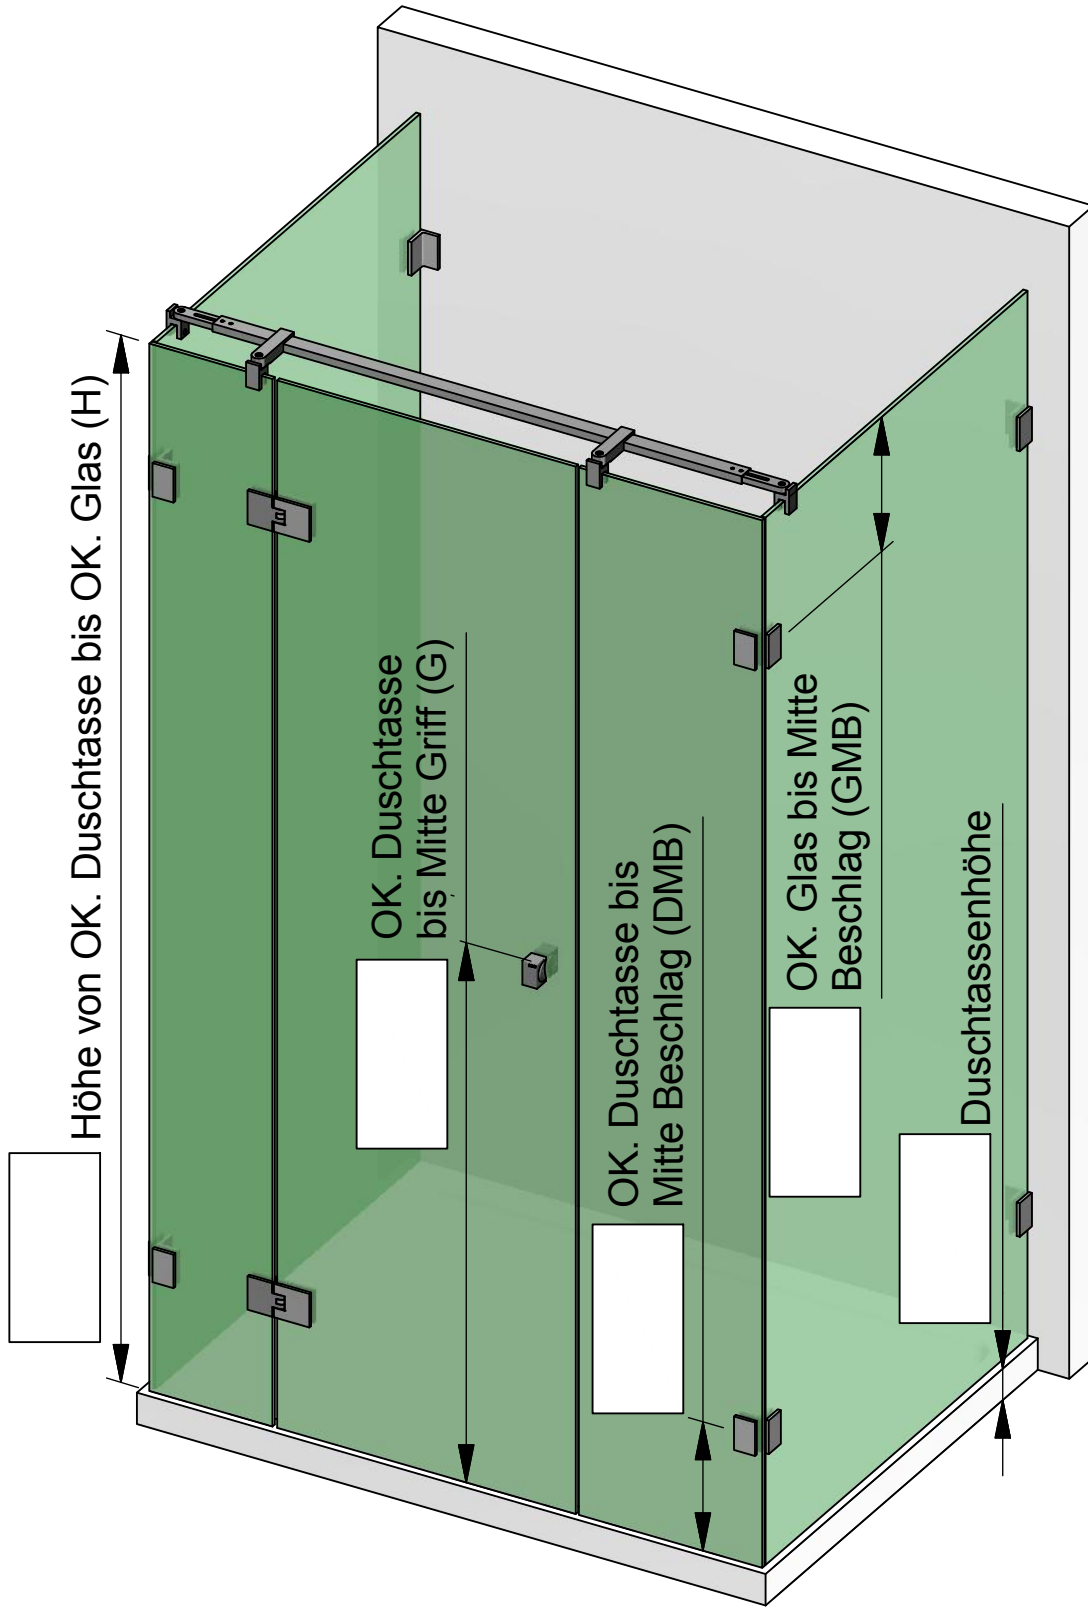 Höhe von OK. Duschtasse bis OK. Glas (H)
OK. Duschtasse
bis Mitte Griff (G)
OK. Duschtasse bis
Mitte Beschlag (DMB)
OK. Glas bis Mitte
Beschlag (GMB)
Duschtassenhöhe